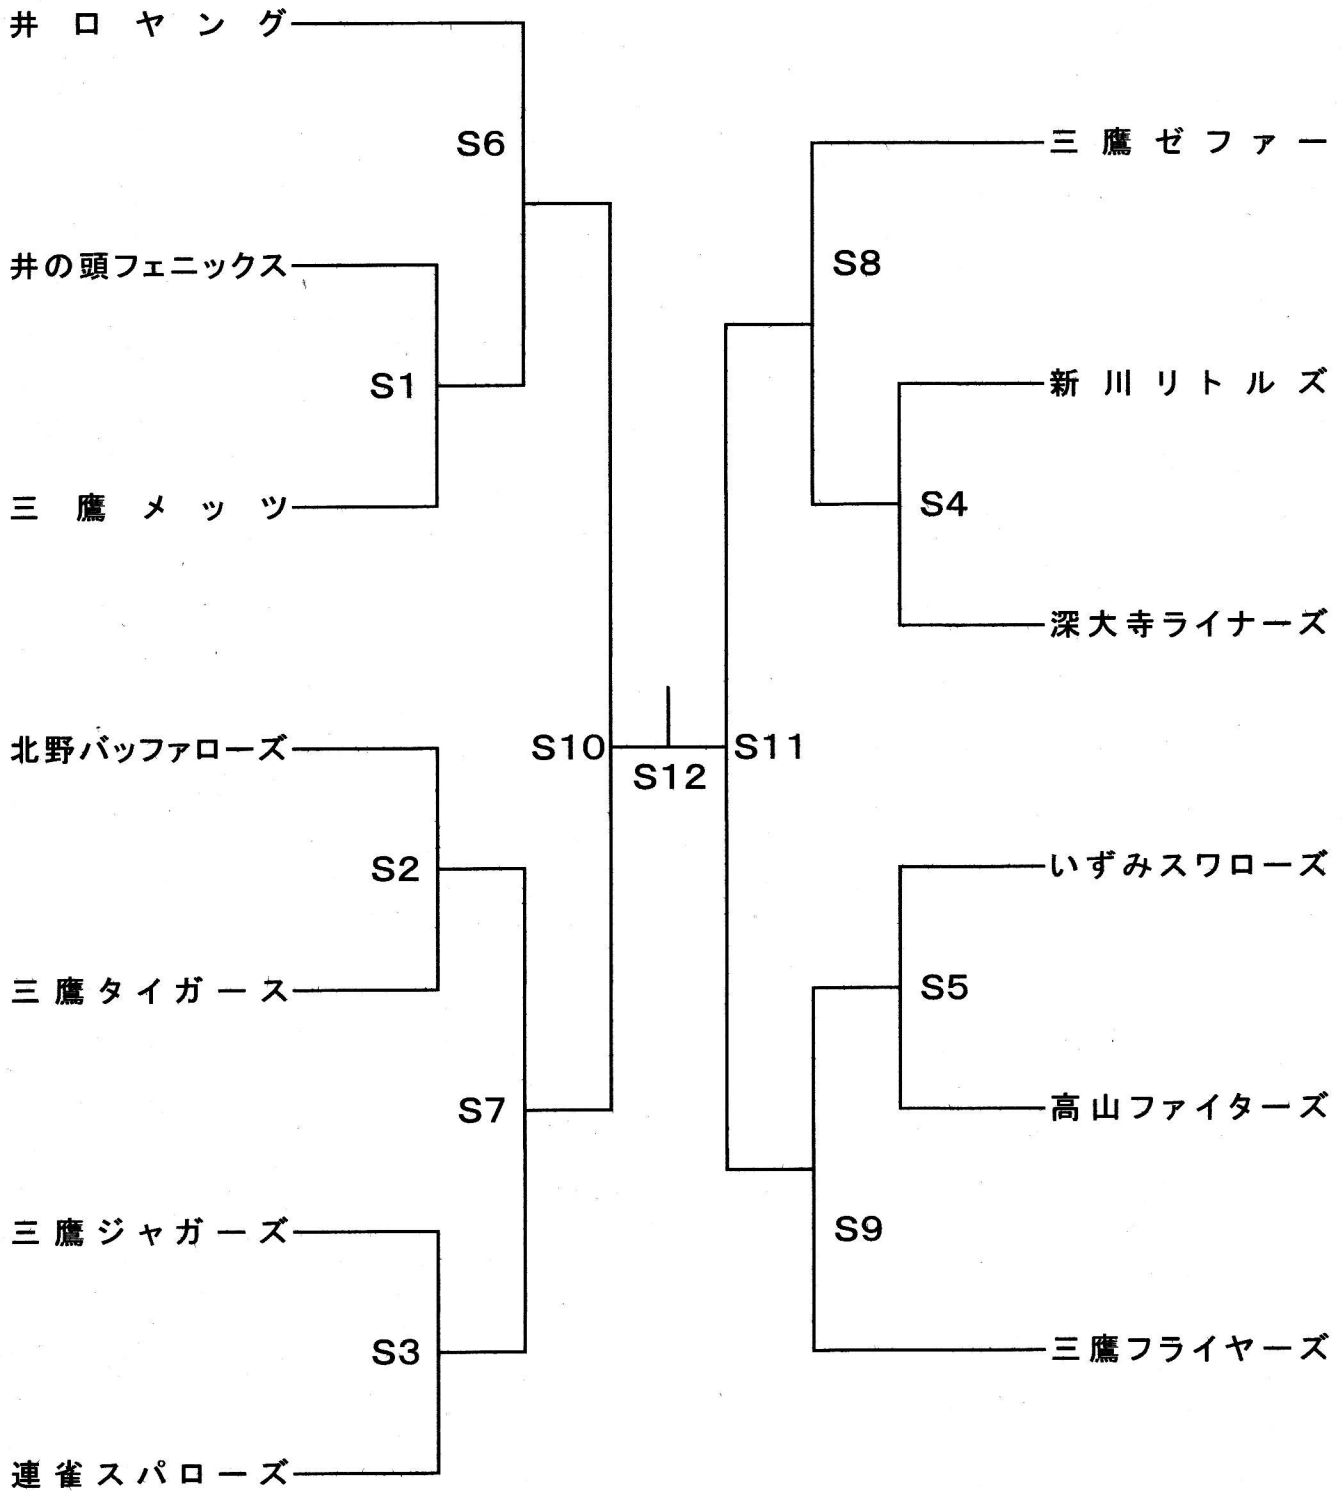 井口ヤング
S6
井の頭フェニックス
S1
三鷹メッツ
北野バッファローズ
S2
三鷹タイガース
S7
三鷹ジャガーズ
S3
連雀スパローズ
S10
S12
S11
三鷹ゼファー
S8
新川リトルズ
S4
深大寺ライナーズ
いずみスワローズ
S5
高山ファイターズ
S9
三鷹フライヤーズ